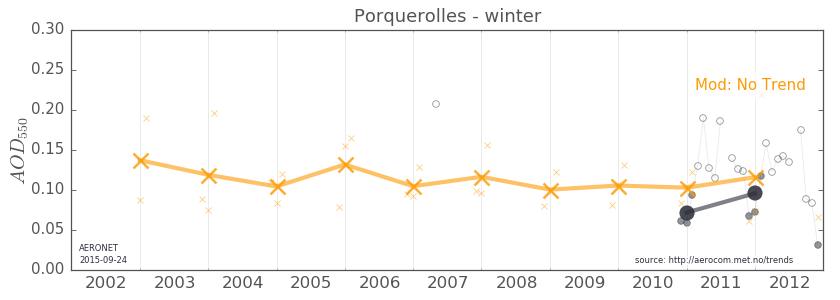 Porquerolles - winter
0.30
0.25
0.20
0.15
0.10
0.05
0.00
AOD550
Mod: No Trend
AERONET
2015-09-24
source: http://aerocom.met.no/trends
2002 2003 2004 2005 2006 2007 2008 2009 2010 2011 2012